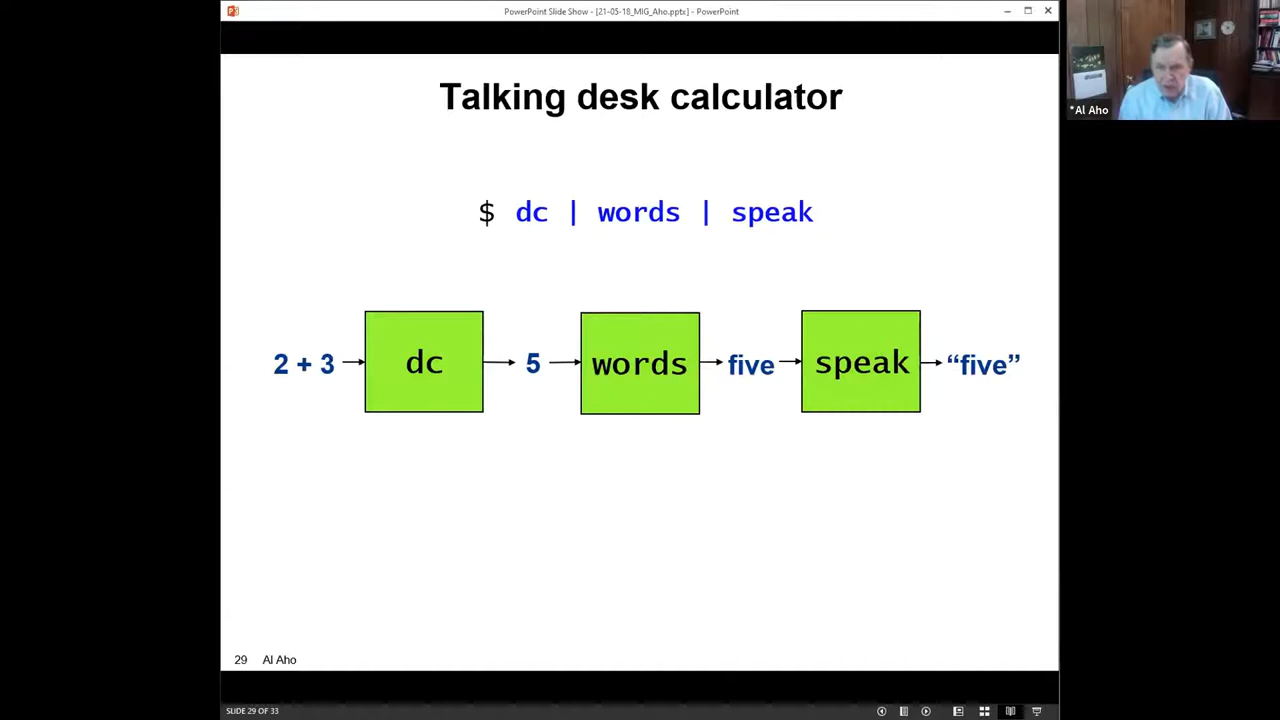 PowerPoint Slide Show - [21-05-18_MIG_Aho.pptx] - PowerPoint
*Al Aho
Talking desk calculator
$ dc | words | speak
2 + 3 dc 5 words five speak “five”
29 Al Aho
SLIDE 29 OF 33